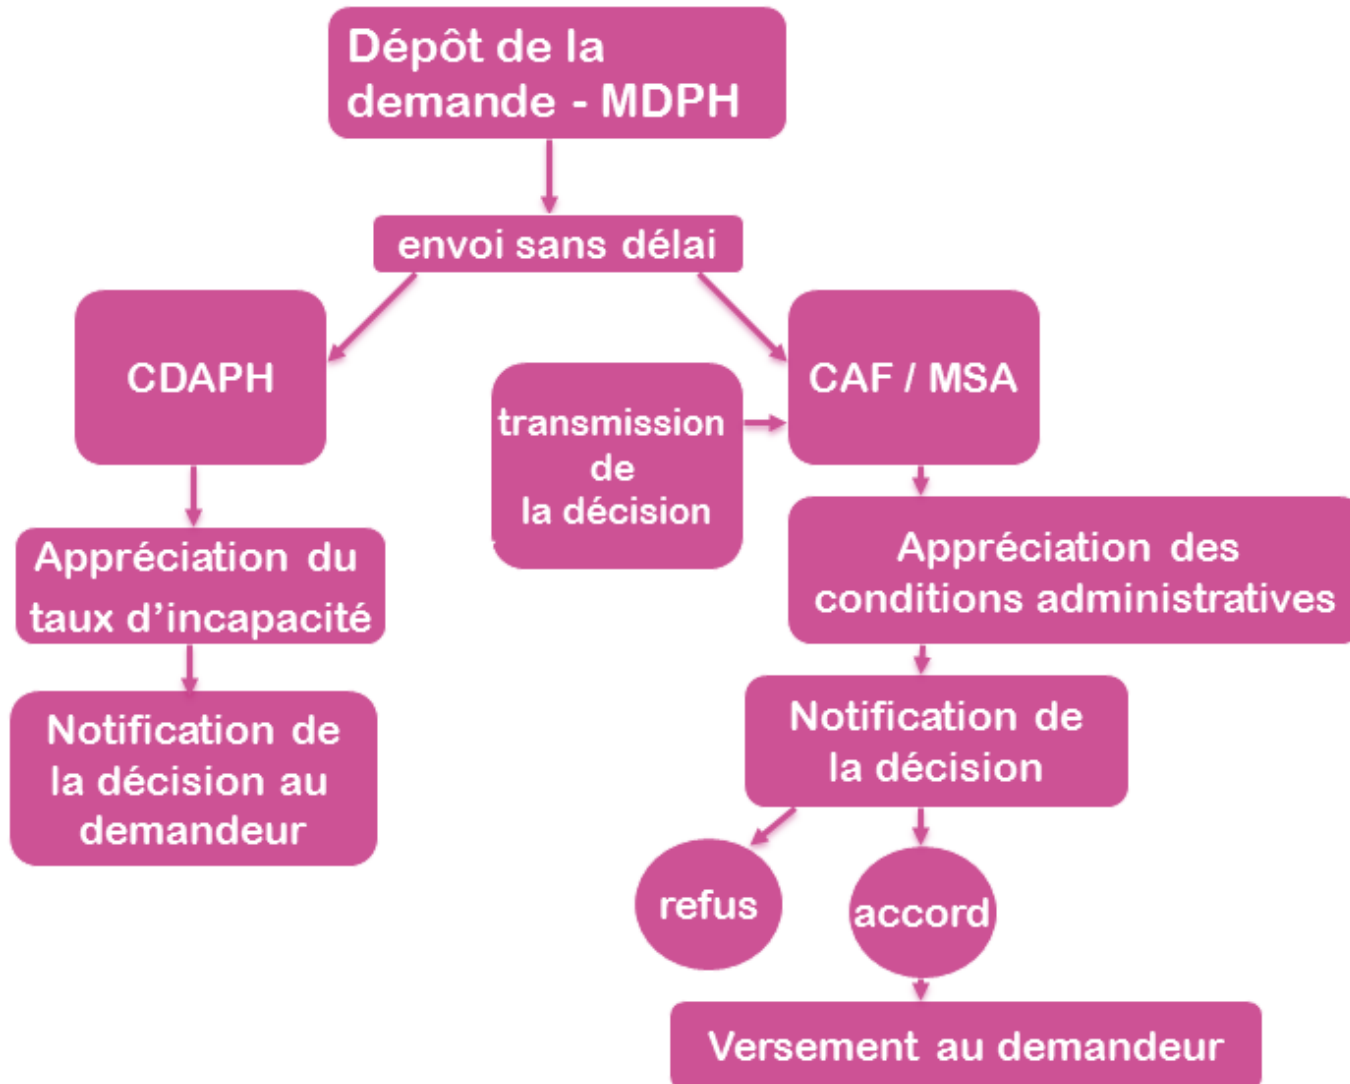 Dépôt de la
demande - MDPH
envoi sans délai
CDAPH
CAF / MSA
transmission
de
la décision
Appréciation du
taux d'incapacité
Appréciation des
conditions administratives
Notification de
la décision au
demandeur
Notification de
la décision
refus
accord
Versement au demandeur